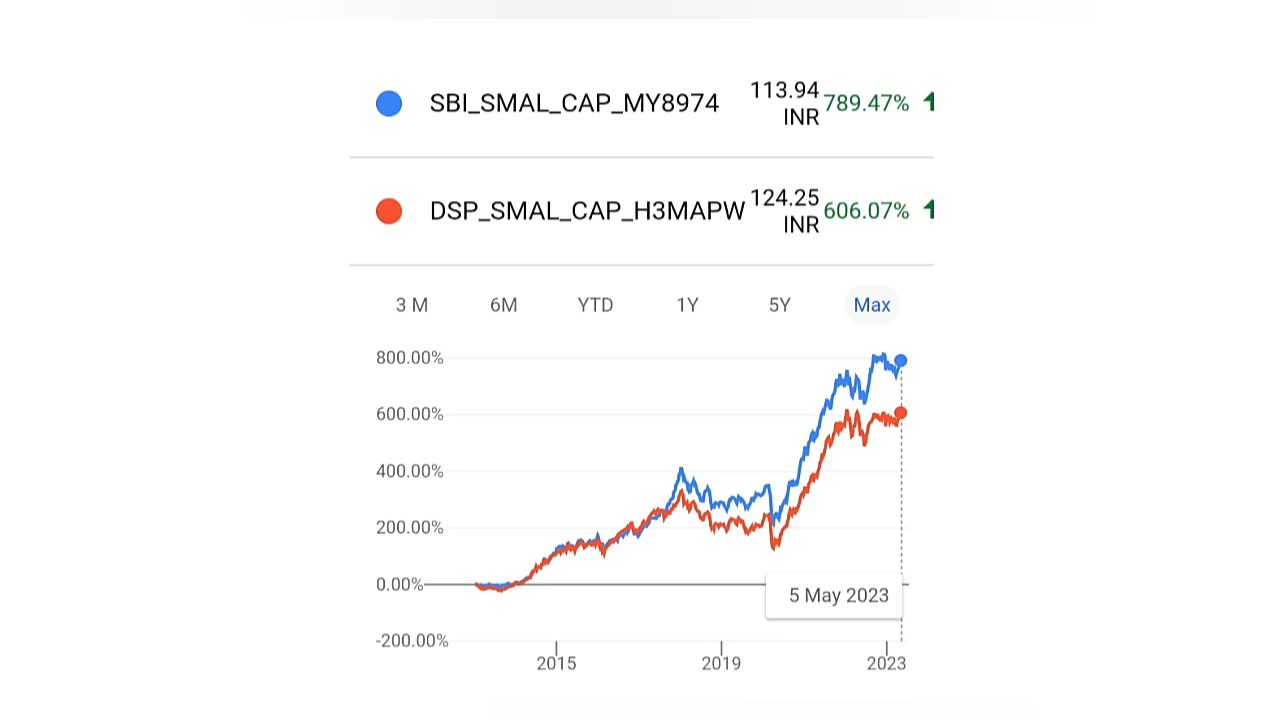 SBI_SMAL_CAP_MY8974 113.94 INR 789.47%
DSP_SMAL_CAP_H3MAPW 124.25 INR 606.07%
3 M 6M YTD 1Y 5Y Max
800.00%
600.00%
400.00%
200.00%
0.00%
5 May 2023
-200.00%
2015 2019 2023